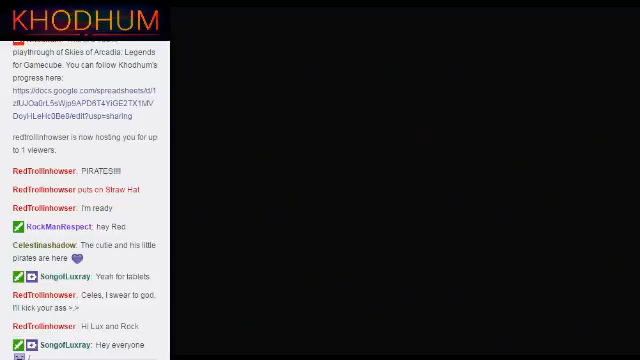 KHODHUM
playthrough of Skies of Arcadia: Legends
for Gamecube. You can follow Khodhum's
progress here:
https://docs.google.com/spreadsheets/d/1
zfUJOa0rL5sWjp9APD6T4YiGE2TX1MV
DoyHLeHc0Be8/edit?usp=sharing
redtrollinhowser is now hosting you for up
to 1 viewers.
RedTrollinhowser: PIRATES!!!!
RedTrollinhowser puts on Straw Hat
RedTrollinhowser: I'm ready
RockManRespect: hey Red
Celestinashadow: The cutie and his little
pirates are here
SongofLuxray: Yeah for tablets.
RedTrollinhowser: Celes, I swear to god,
I'll kick your ass >.>
RedTrollinhowser: Hi Lux and Rock
SongofLuxray: Hey everyone